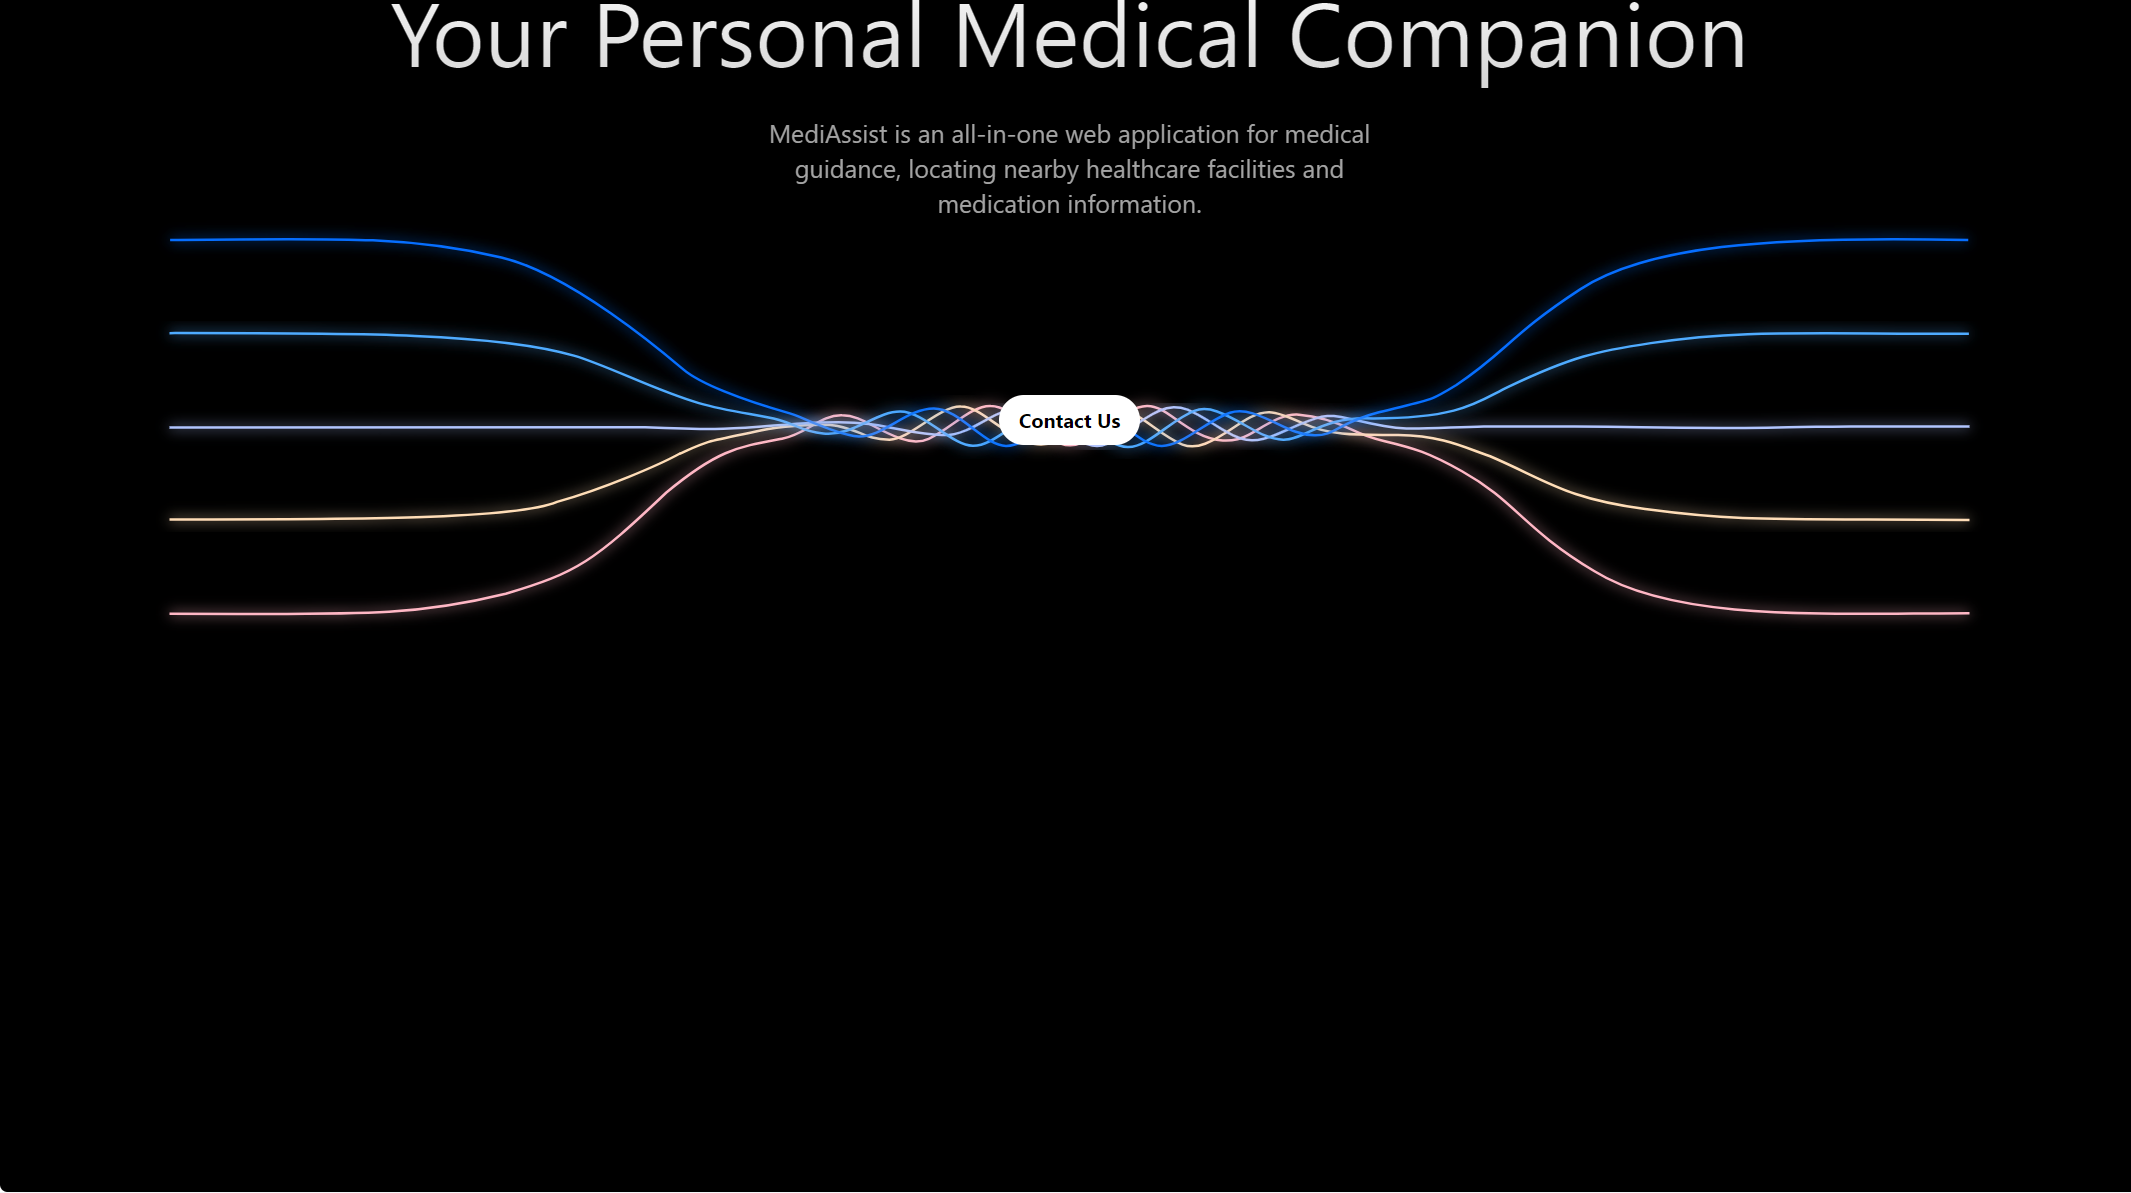 Your Personal Medical Companion
MediAssist is an all-in-one web application for medical
guidance, locating nearby healthcare facilities and
medication information.
Contact Us